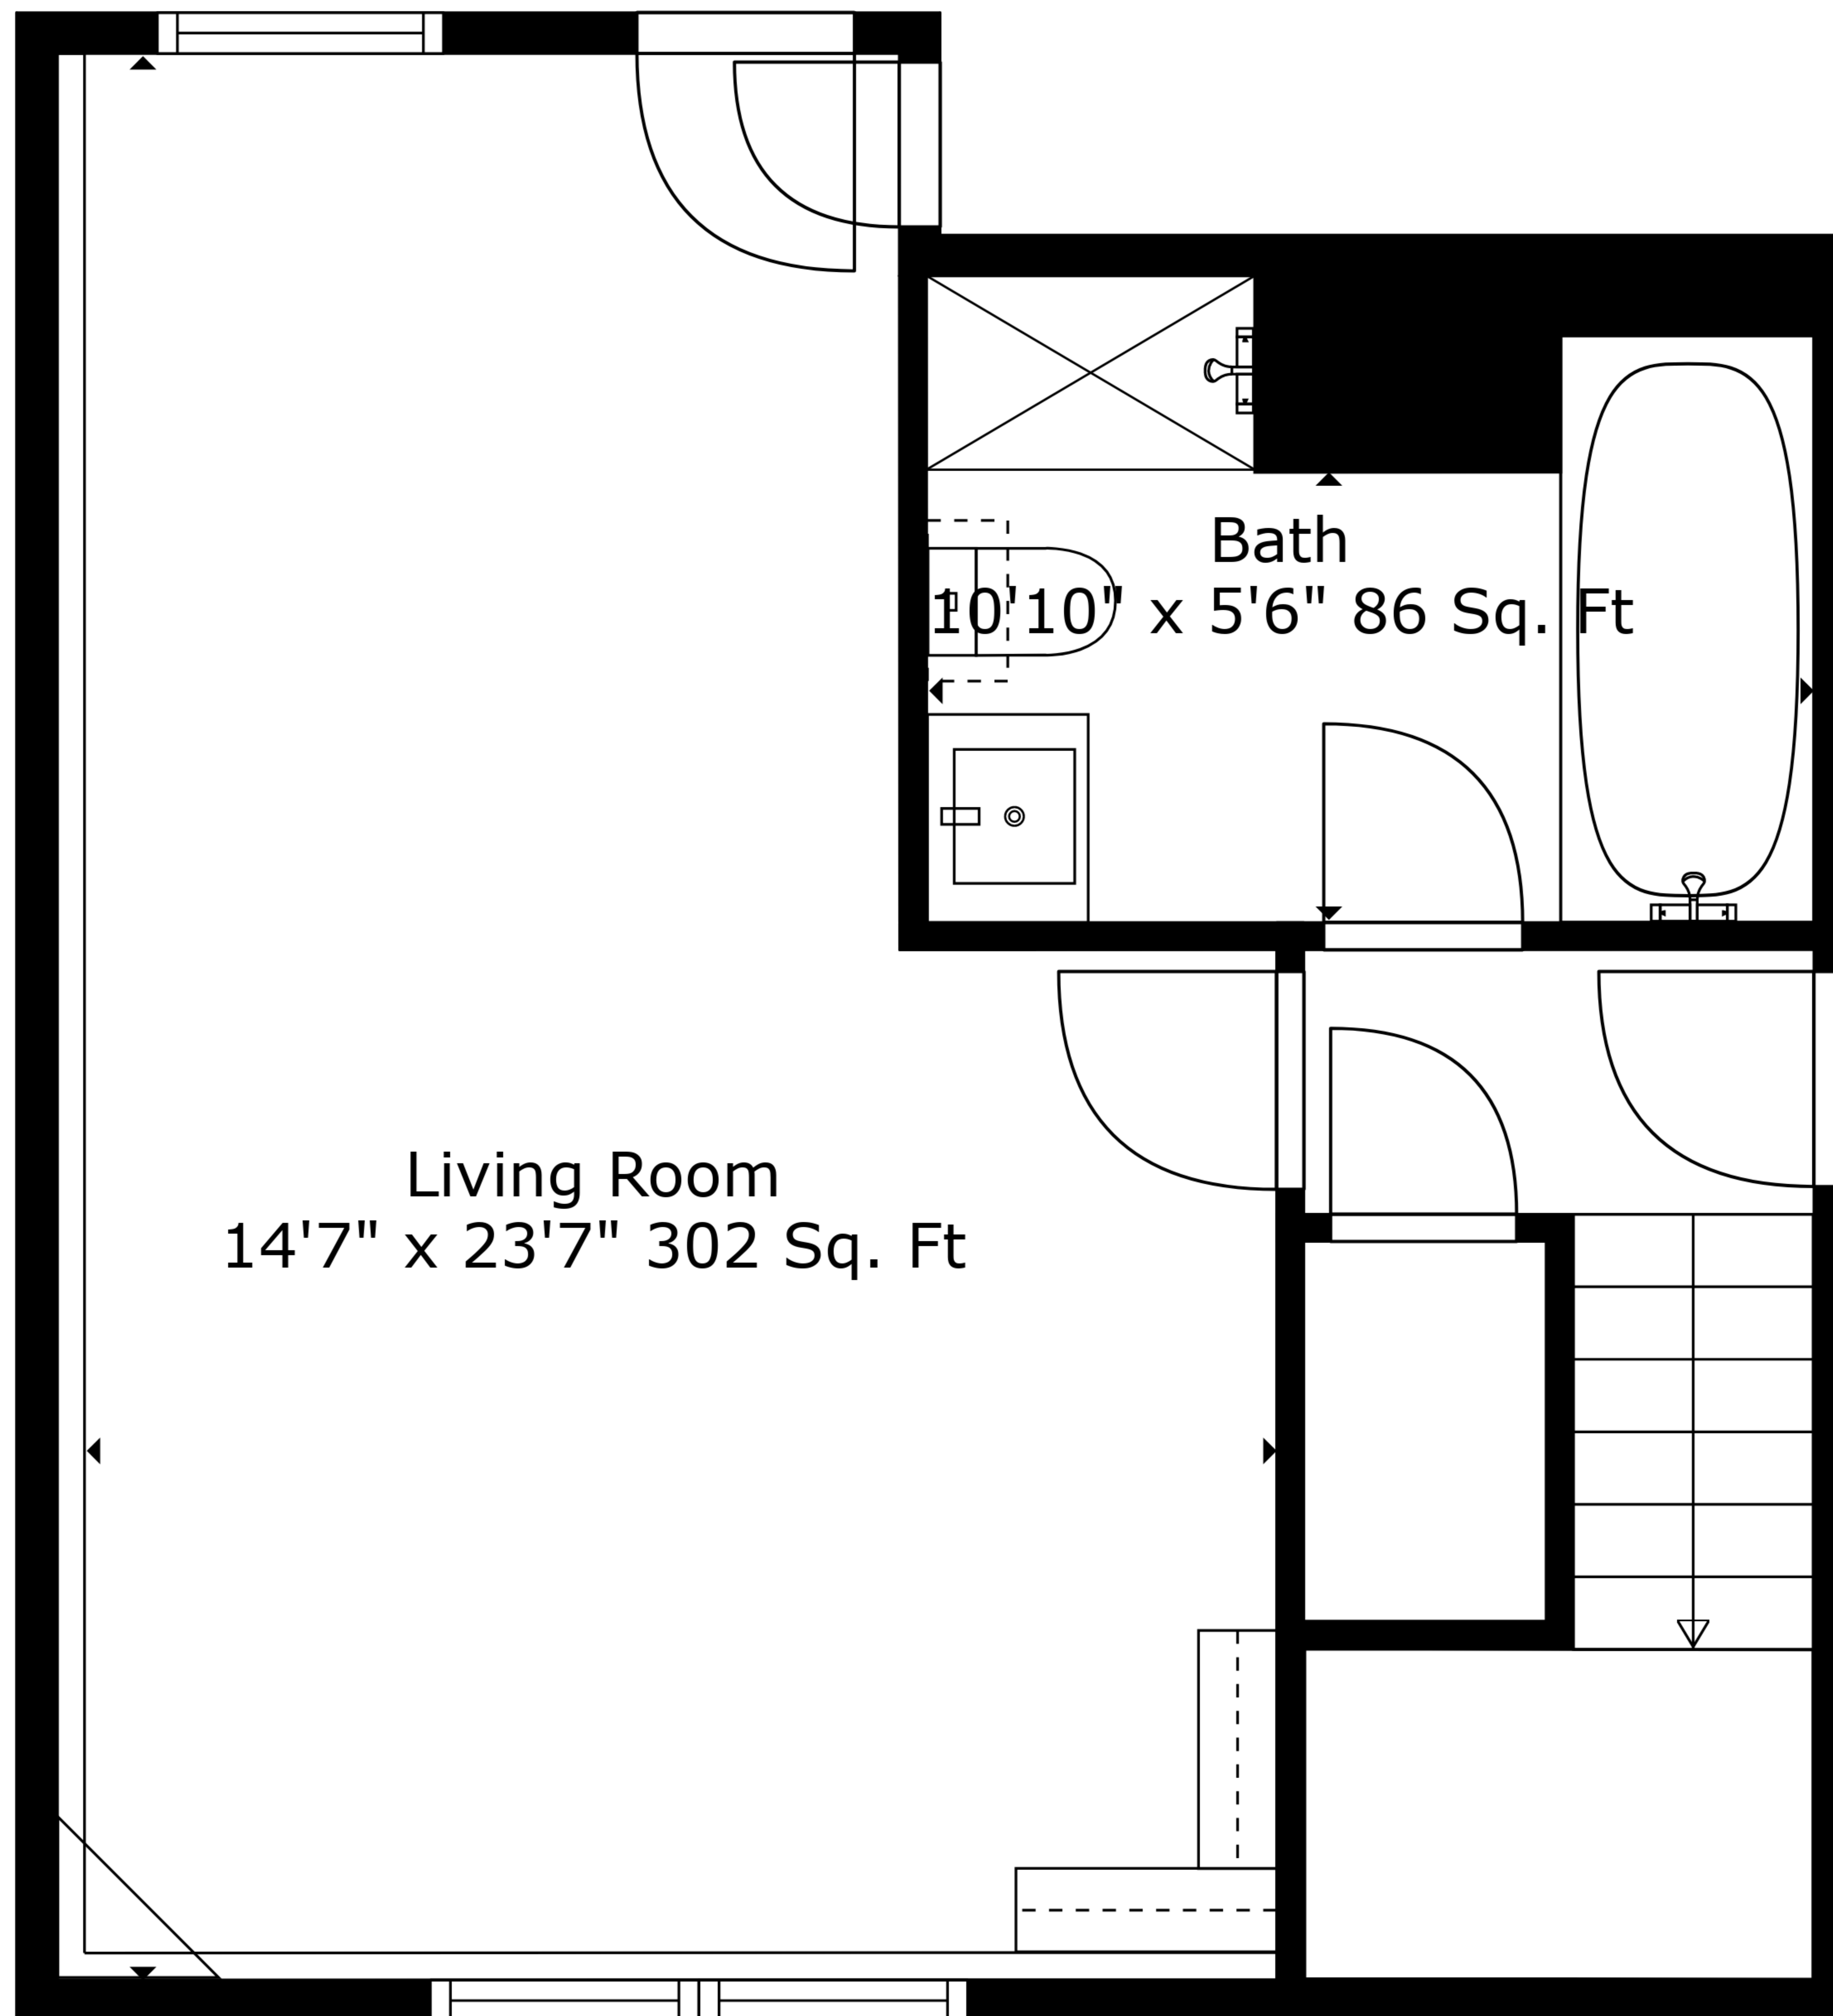 Bath
10'10" x 5'6" 86 Sq. Ft
Living Room
14'7" x 23'7" 302 Sq. Ft